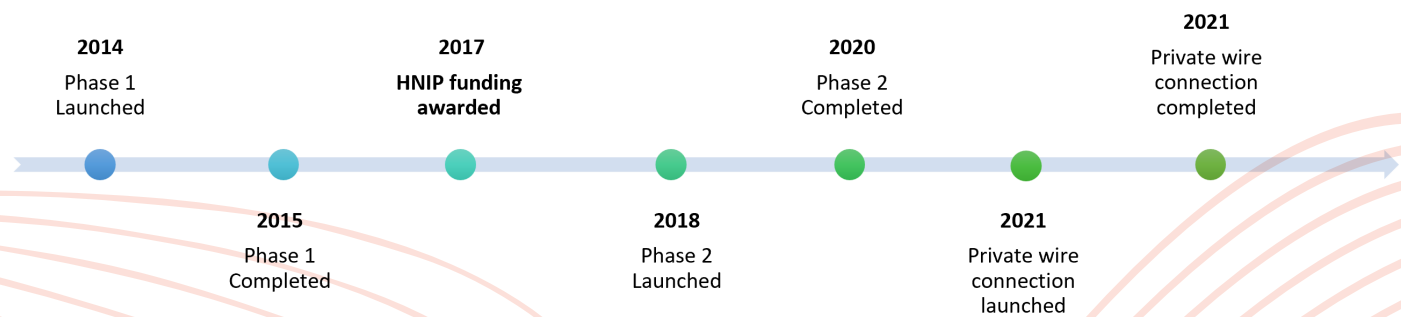 2014
Phase 1
Launched
2015
Phase 1
Completed
2017
HNIP funding
awarded
2018
Phase 2
Launched
2020
Phase 2
Completed
2021
Private wire
connection
launched
2021
Private wire
connection
completed